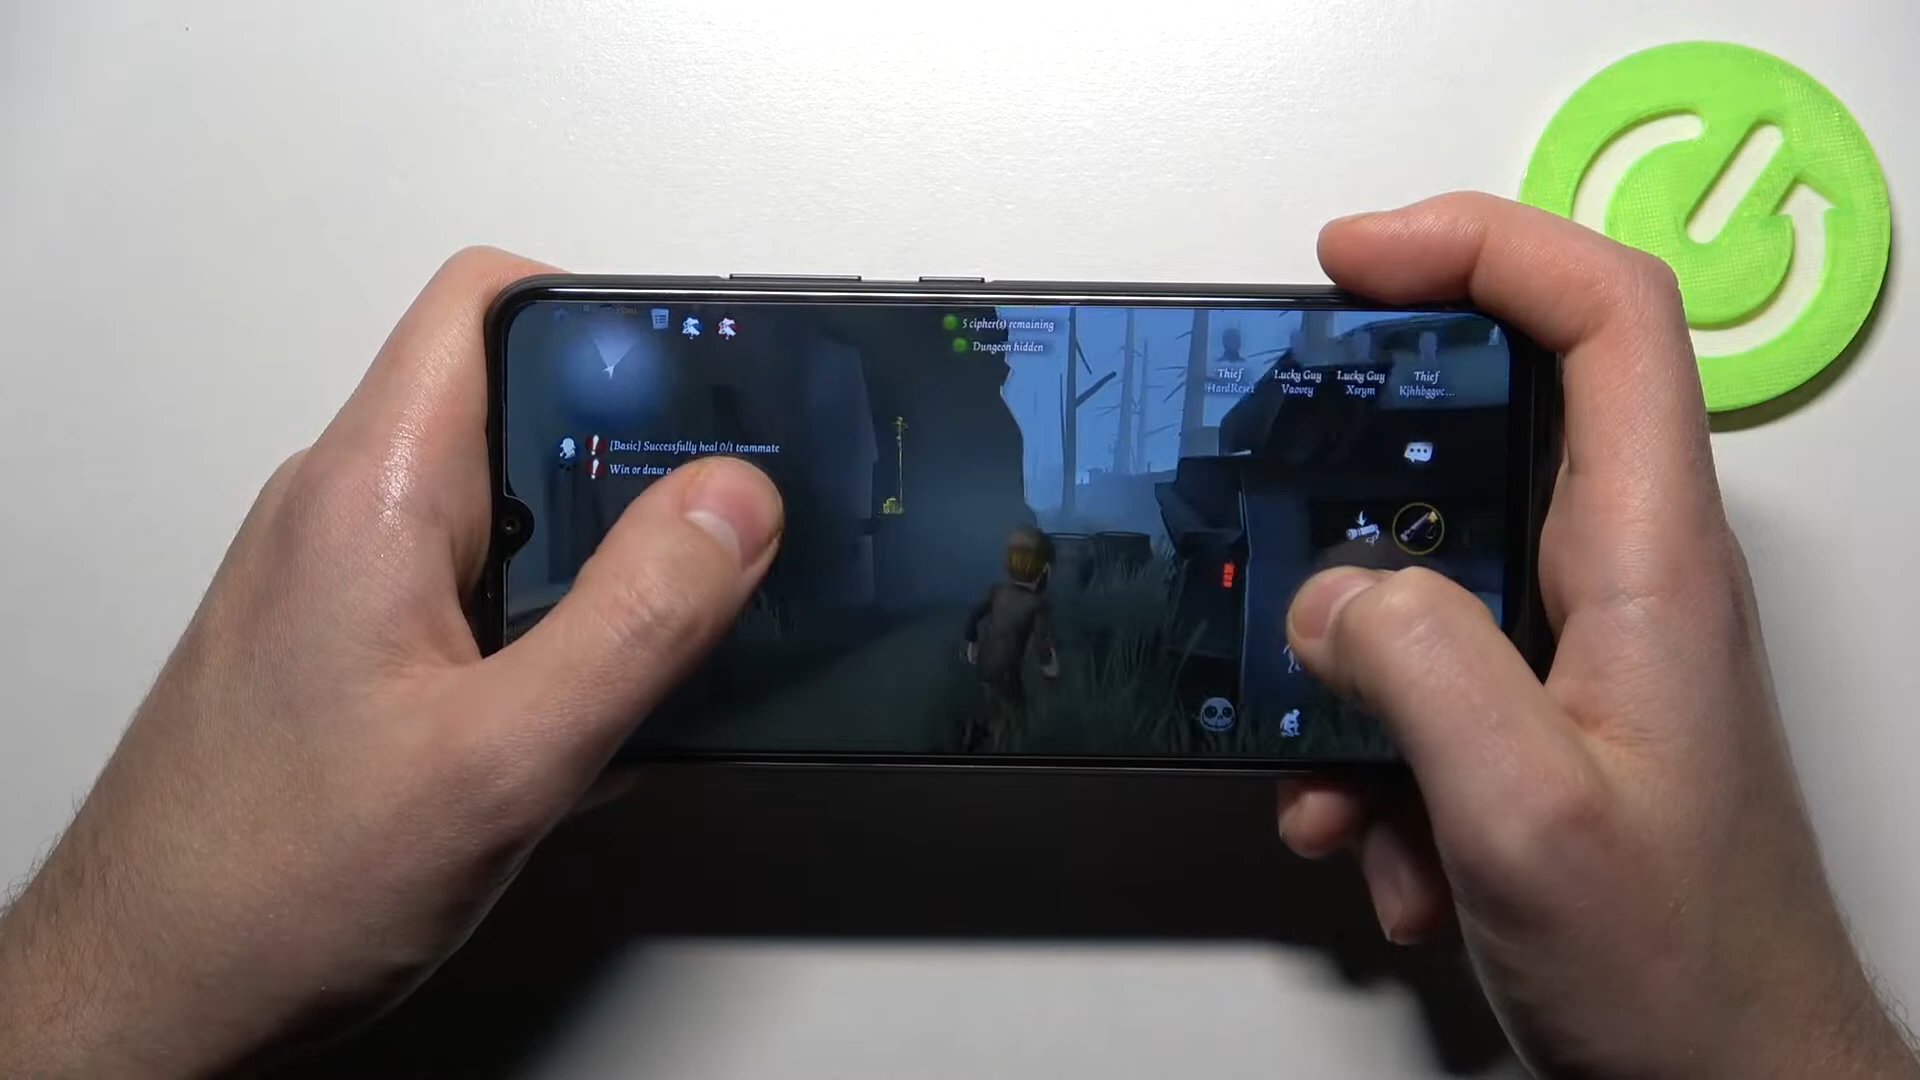 5 cipher(s) remaining
Dungeon hidden
Thief
HardReset
Lucky Guy
Vaovey
Lucky Guy
Xsrym
Thief
Kjhhbggvc...
[Basic] Successfully heal 0/1 teammate
Win or draw a